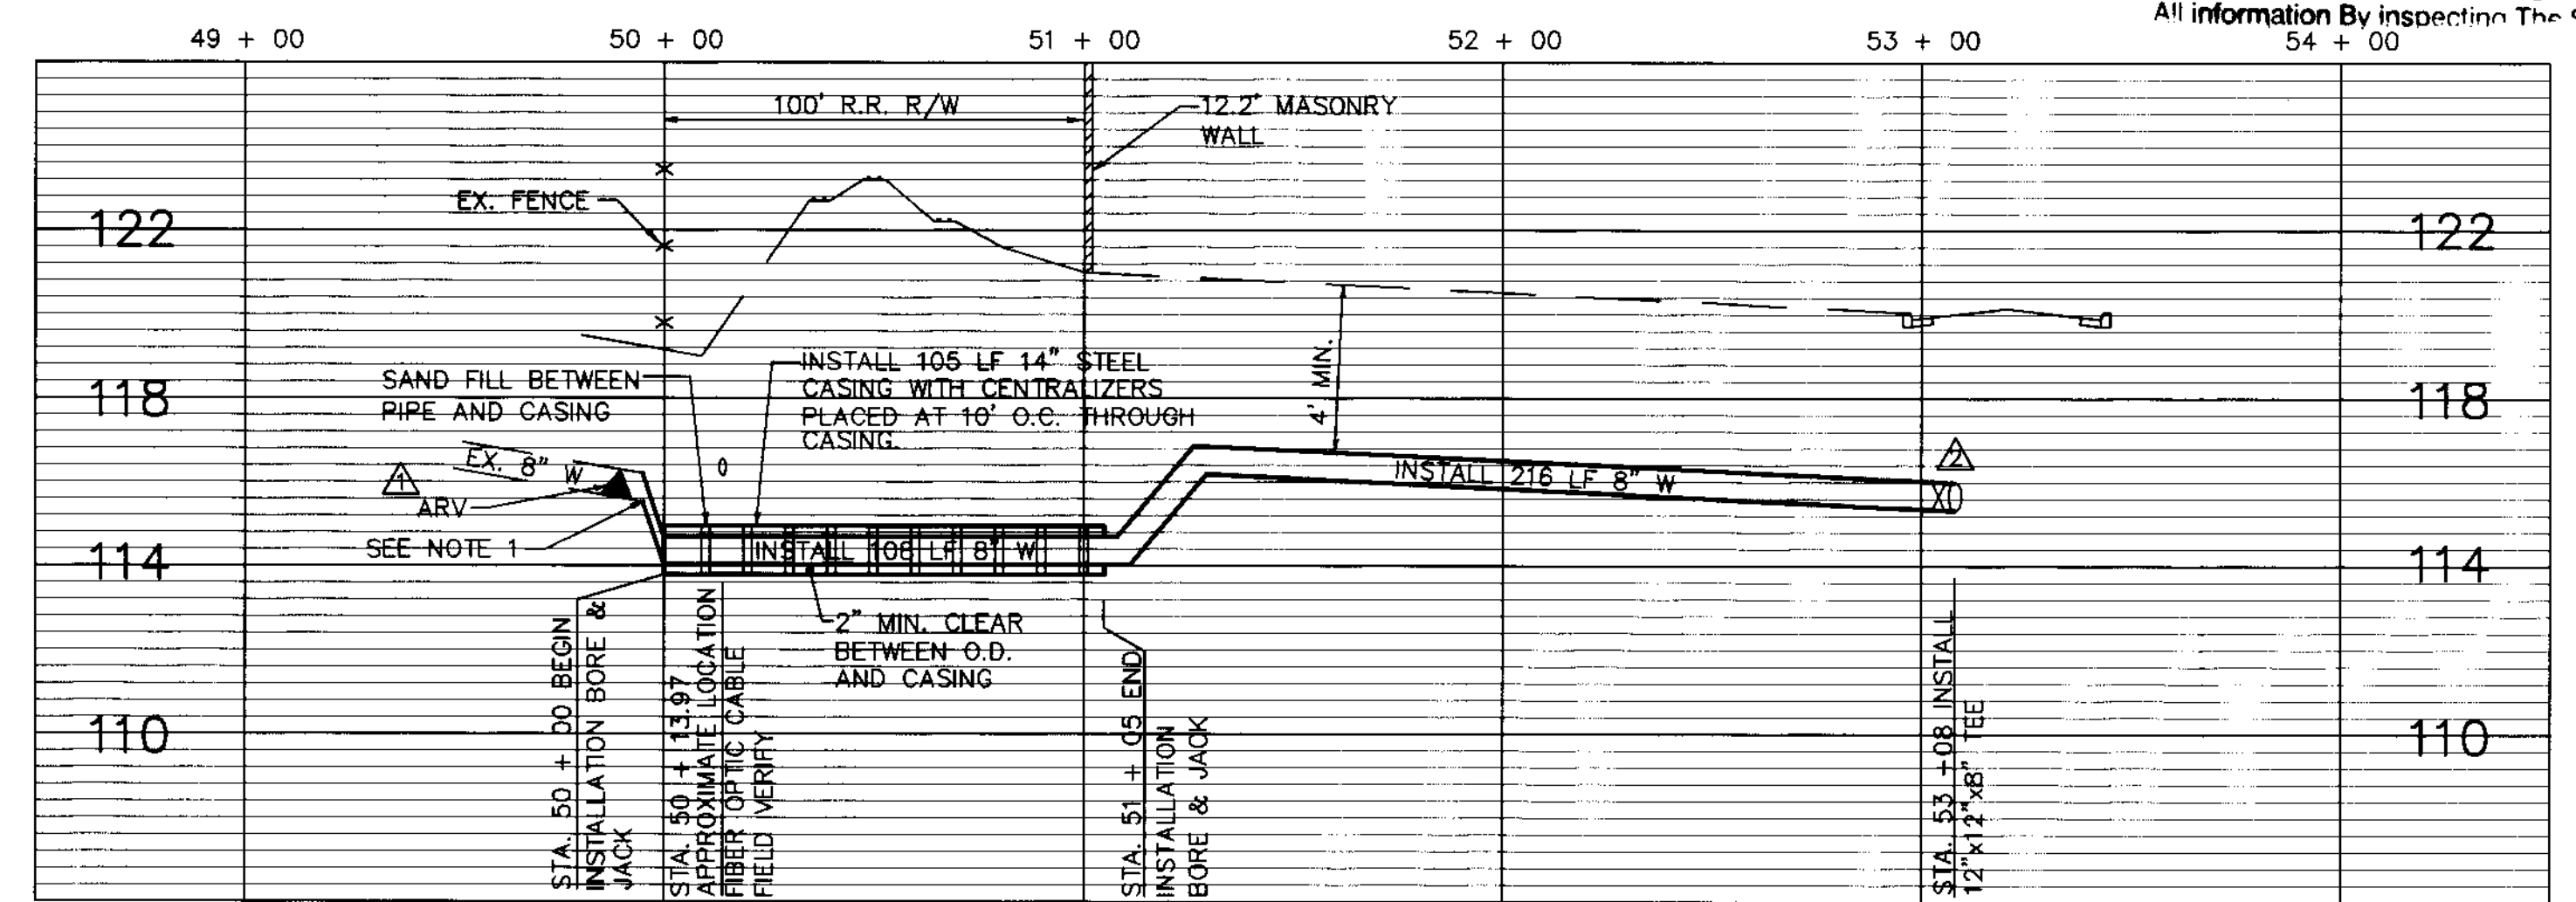 All information By inspecting The
49 + 00
50 + 00
51 + 00
52 + 00
53 + 00
54 + 00
100' R.R. R/W
12.2' MASONRY
WALL
EX. FENCE
122
122
INSTALL 105 LF 14" STEEL
CASING WITH CENTRALIZERS
PLACED AT 10' O.C. THROUGH
CASING.
SAND FILL BETWEEN
PIPE AND CASING
4' MIN.
118
118
EX. 8" W
1
ARV
SEE NOTE 1
INSTALL 216 LF 8" W
2
INSTALL 108 LF 8" W
114
114
2" MIN. CLEAR
BETWEEN O.D.
AND CASING
110
110
STA. 50 + 00 BEGIN
INSTALLATION BORE &
JACK
STA. 50 + 13.97
APPROXIMATE LOCATION
FIBER OPTIC CABLE
FIELD VERIFY
STA. 51 + 05 END
INSTALLATION
BORE & JACK
STA. 53 +08 INSTALL
12"x12"x8" TEE